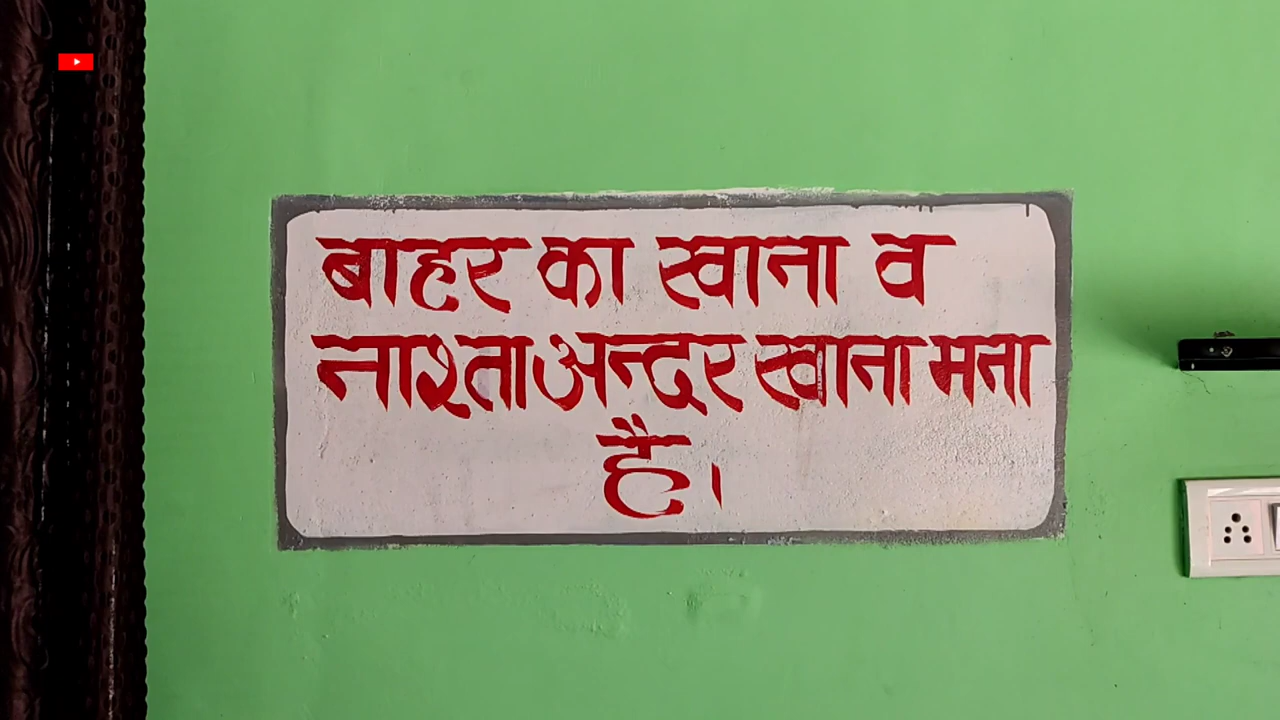 बाहर का खाना व
नाश्ता अन्दर खाना मना
है।